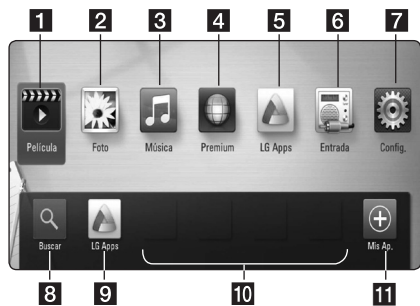 1 2 3 4 5 6 7
Película Foto Música Premium LG Apps Entrada Config.
Buscar LG Apps Mis Ap.
8 9 10 11